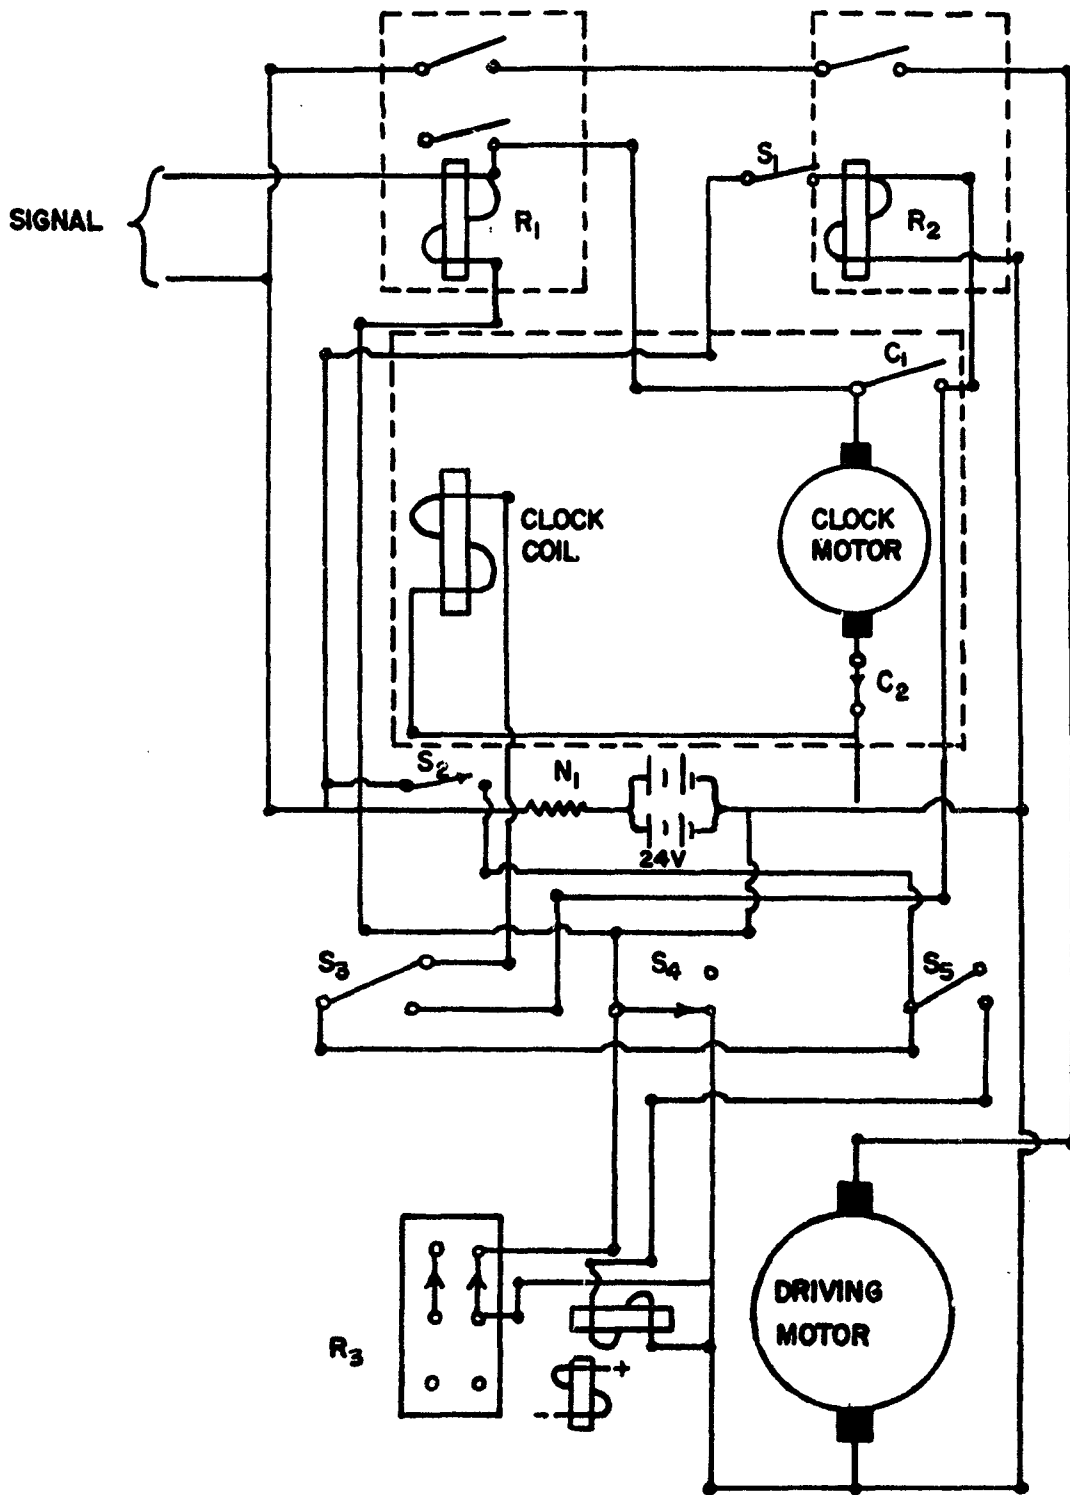 SIGNAL
R1
S1
R2
C1
CLOCK
COIL
CLOCK
MOTOR
C2
S2
N1
24V
S3
S4
S5
R3
DRIVING
MOTOR
+
-